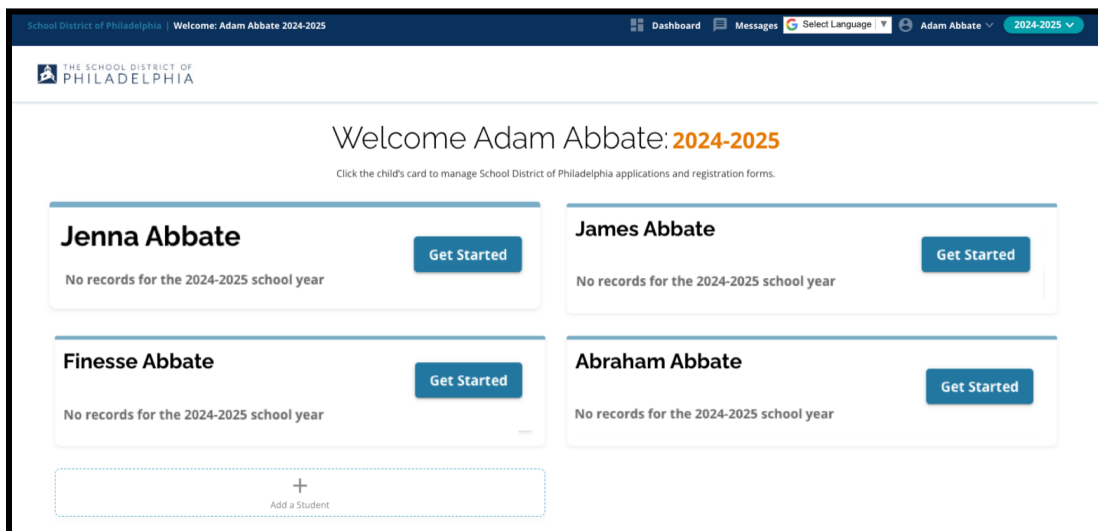 School District of Philadelphia | Welcome: Adam Abbate 2024-2025 Dashboard Messages Select Language ▼ Adam Abbate 2024-2025
THE SCHOOL DISTRICT OF
PHILADELPHIA
Welcome Adam Abbate: 2024-2025
Click the child's card to manage School District of Philadelphia applications and registration forms.
Jenna Abbate
Get Started
No records for the 2024-2025 school year
James Abbate
Get Started
No records for the 2024-2025 school year
Finesse Abbate
Get Started
No records for the 2024-2025 school year
Abraham Abbate
Get Started
No records for the 2024-2025 school year
+
Add a Student